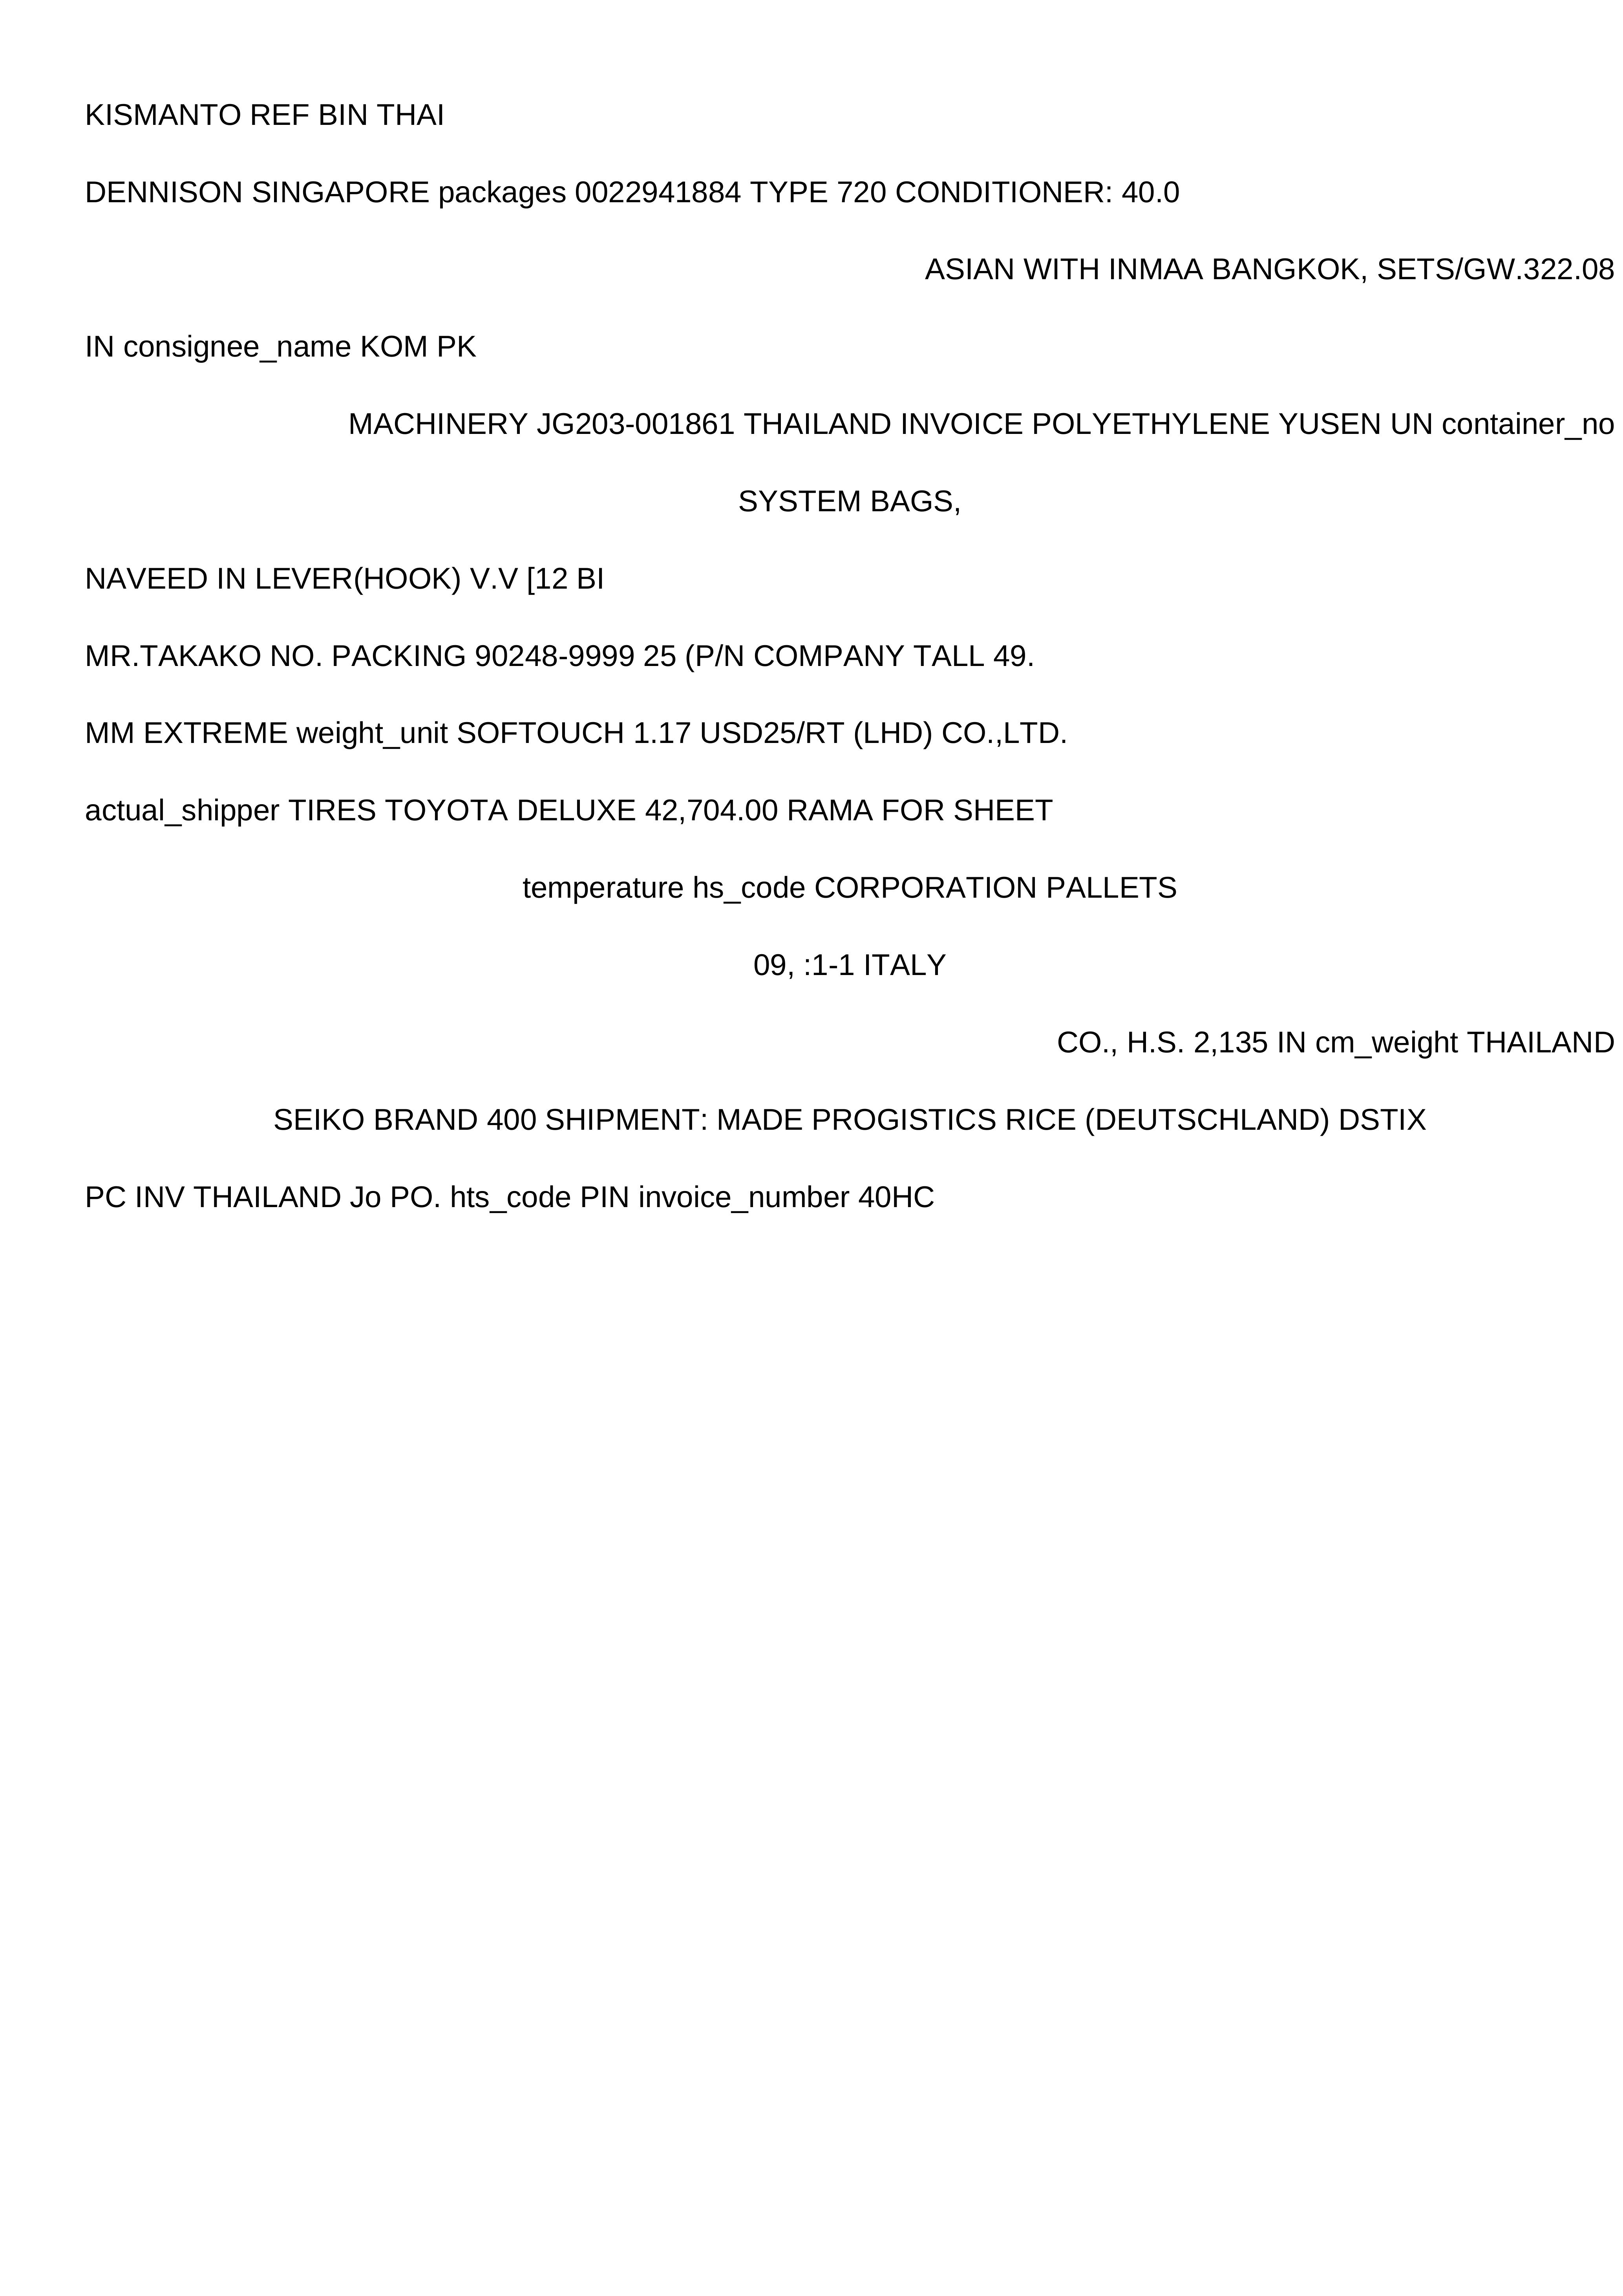 KISMANTO REF BIN THAI
DENNISON SINGAPORE packages 0022941884 TYPE 720 CONDITIONER: 40.0
ASIAN WITH INMAA BANGKOK, SETS/GW.322.08
IN consignee_name KOM PK
MACHINERY JG203-001861 THAILAND INVOICE POLYETHYLENE YUSEN UN container_no
SYSTEM BAGS,
NAVEED IN LEVER(HOOK) V.V [12 BI
MR.TAKAKO NO. PACKING 90248-9999 25 (P/N COMPANY TALL 49.
MM EXTREME weight_unit SOFTOUCH 1.17 USD25/RT (LHD) CO.,LTD.
actual_shipper TIRES TOYOTA DELUXE 42,704.00 RAMA FOR SHEET
temperature hs_code CORPORATION PALLETS
09, :1-1 ITALY
CO., H.S. 2,135 IN cm_weight THAILAND
SEIKO BRAND 400 SHIPMENT: MADE PROGISTICS RICE (DEUTSCHLAND) DSTIX
PC INV THAILAND Jo PO. hts_code PIN invoice_number 40HC